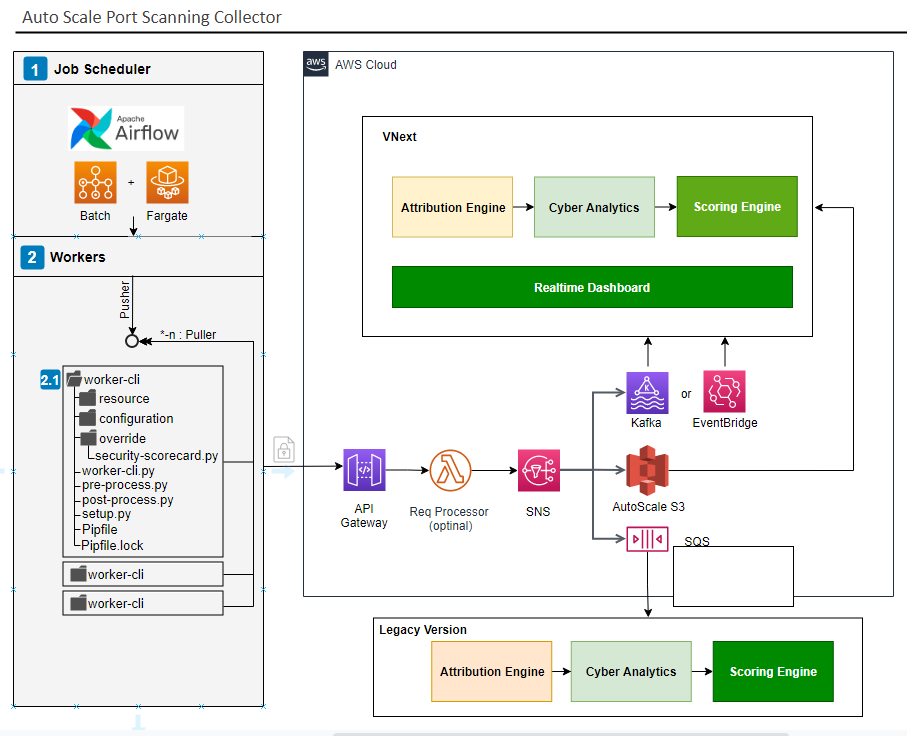 Auto Scale Port Scanning Collector
1 Job Scheduler
Apache
Airflow
Batch
+
Fargate
2 Workers
Pusher
*-n : Puller
2.1
worker-cli
resource
configuration
override
security-scorecard.py
worker-cli.py
pre-process.py
post-process.py
setup.py
Pipfile
Pipfile.lock
worker-cli
worker-cli
aws
AWS Cloud
VNext
Attribution Engine
Cyber Analytics
Scoring Engine
Realtime Dashboard
K
Kafka
or
EventBridge
API
Gateway
Req Processor
(optinal)
SNS
AutoScale S3
SQS
Legacy Version
Attribution Engine
Cyber Analytics
Scoring Engine